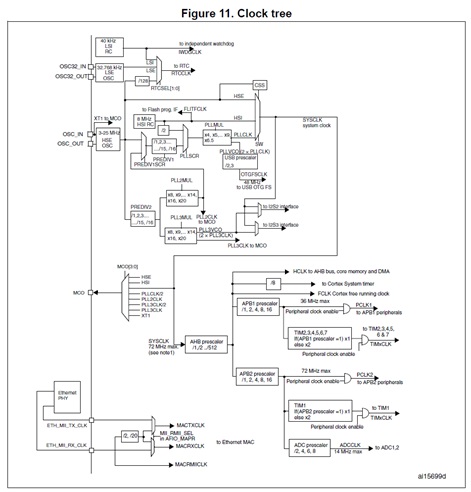 Figure 11. Clock tree
40 kHz
LSI
RC
to independent watchdog
IWDGCLK
OSC32_IN
OSC32_OUT
32.768 kHz
LSE
OSC
LSI
LSE
to RTC
RTCCLK
/128
RTCSEL[1:0]
CSS
HSE
to Flash prog. IF
FLITFCLK
XT1 to MCO
8 MHz
HSI RC
/2
HSI
SYSCLK
system clock
OSC_IN
OSC_OUT
3-25 MHz
HSE
OSC
PLLMUL
x4, x5,...
x6.5
PLLCLK
SW
/1,2,3...
.../15, /16
PLLSCR
PREDIV1
PREDIV1SCR
PLLVCO(2 × PLLCLK)
USB prescaler
/2,3
OTGFSCLK
48 MHz
to USB OTG FS
PLL2MUL
x8, x9... x14,
x16, x20
PREDIV2
/1,2,3...
.../15, /16
PLL3MUL
x8, x9... x14,
x16, x20
PLL2CLK
to MCO
PLL3VCO
(2 × PLL3CLK)
PLL3CLK to MCO
to I2S2 interface
to I2S3 interface
MCO[3:0]
HSE
HSI
PLLCLK/2
PLL2CLK
PLL3CLK/2
PLL3CLK
XT1
MCO
HCLK to AHB bus, core memory and DMA
/8
to Cortex System timer
FCLK Cortex free running clock
SYSCLK
72 MHz max.
(see note1)
AHB prescaler
/1,/2../512
APB1 prescaler
/1, 2, 4, 8, 16
36 MHz max
Peripheral clock enable
PCLK1
to APB1 peripherals
TIM2,3,4,5,6,7
If(APB1 prescaler =1) x1
else x2
to TIM2,3,4,5,
6 & 7
TIMxCLK
Peripheral clock enable
APB2 prescaler
/1, 2, 4, 8, 16
72 MHz max
Peripheral clock enable
PCLK2
to APB2 peripherals
TIM1
If(APB2 prescaler =1) x1
else x2
to TIM1
TIMxCLK
Peripheral clock enable
ADC prescaler
/2, 4, 6, 8
ADCCLK
14 MHz max
to ADC1,2
Ethernet
PHY
ETH_MII_TX_CLK
MACTXCLK
MII_RMII_SEL
in AFIO_MAPR
/2, /20
ETH_MII_RX_CLK
MACRXCLK
to Ethernet MAC
MACRMIICLK
ai15699d